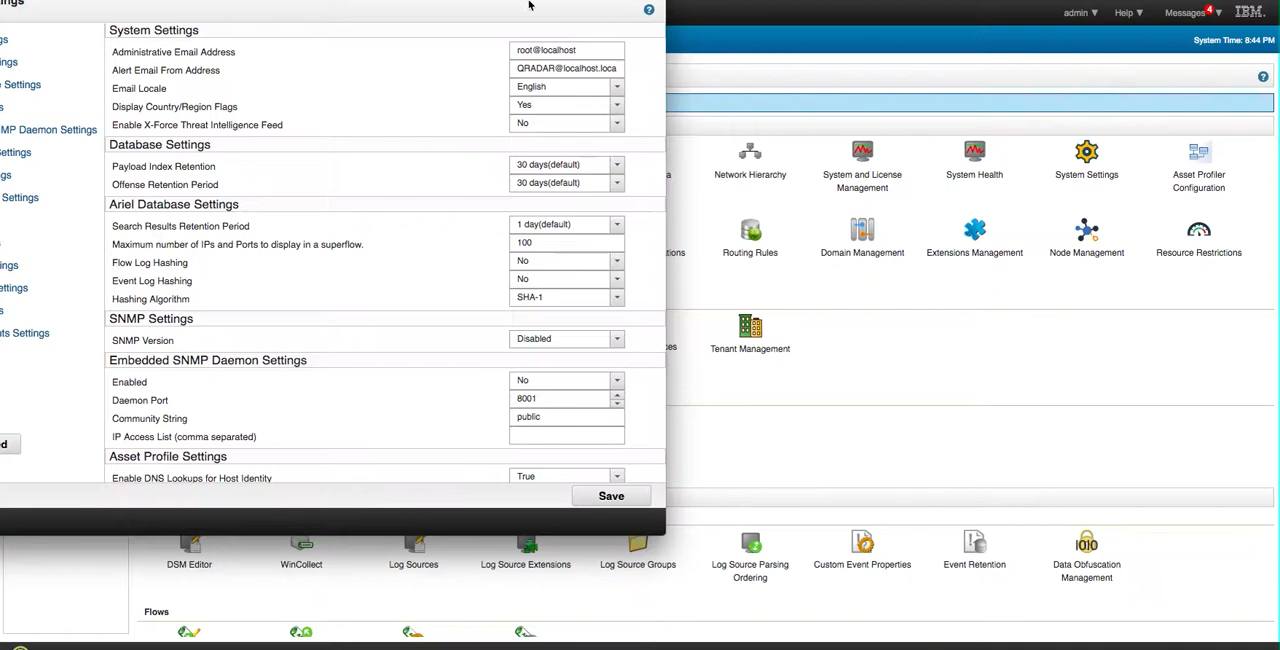 admin ▼ Help ▼ Messages 4 ▼ IBM.
System Time: 8:44 PM
System Settings
Administrative Email Address root@localhost
Alert Email From Address QRADAR@localhost.loca
Email Locale English
Display Country/Region Flags Yes
Enable X-Force Threat Intelligence Feed No
Database Settings
Payload Index Retention 30 days(default)
Offense Retention Period 30 days(default)
Ariel Database Settings
Search Results Retention Period 1 day(default)
Maximum number of IPs and Ports to display in a superflow. 100
Flow Log Hashing No
Event Log Hashing No
Hashing Algorithm SHA-1
SNMP Settings
SNMP Version Disabled
Embedded SNMP Daemon Settings
Enabled No
Daemon Port 8001
Community String public
IP Access List (comma separated)
Asset Profile Settings
Enable DNS Lookups for Host Identity True
Save
ngs
e Settings
MP Daemon Settings
Settings
gs
Settings
ngs
ettings
s
ats Settings
ed
Network Hierarchy
System and License
Management
System Health
System Settings
Asset Profiler
Configuration
Routing Rules
Domain Management
Extensions Management
Node Management
Resource Restrictions
Tenant Management
DSM Editor
WinCollect
Log Sources
Log Source Extensions
Log Source Groups
Log Source Parsing
Ordering
Custom Event Properties
Event Retention
Data Obfuscation
Management
Flows